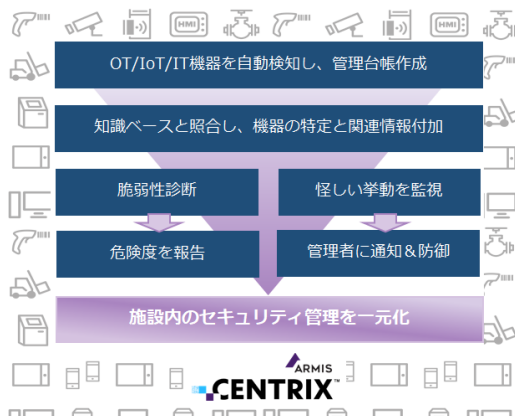 HMI
HMI
OT/IoT/IT機器を自動検知し、管理台帳作成
知識ベースと照合し、機器の特定と関連情報付加
脆弱性診断
怪しい挙動を監視
危険度を報告
管理者に通知＆防御
施設内のセキュリティ管理を一元化
ARMIS
CENTRIX™